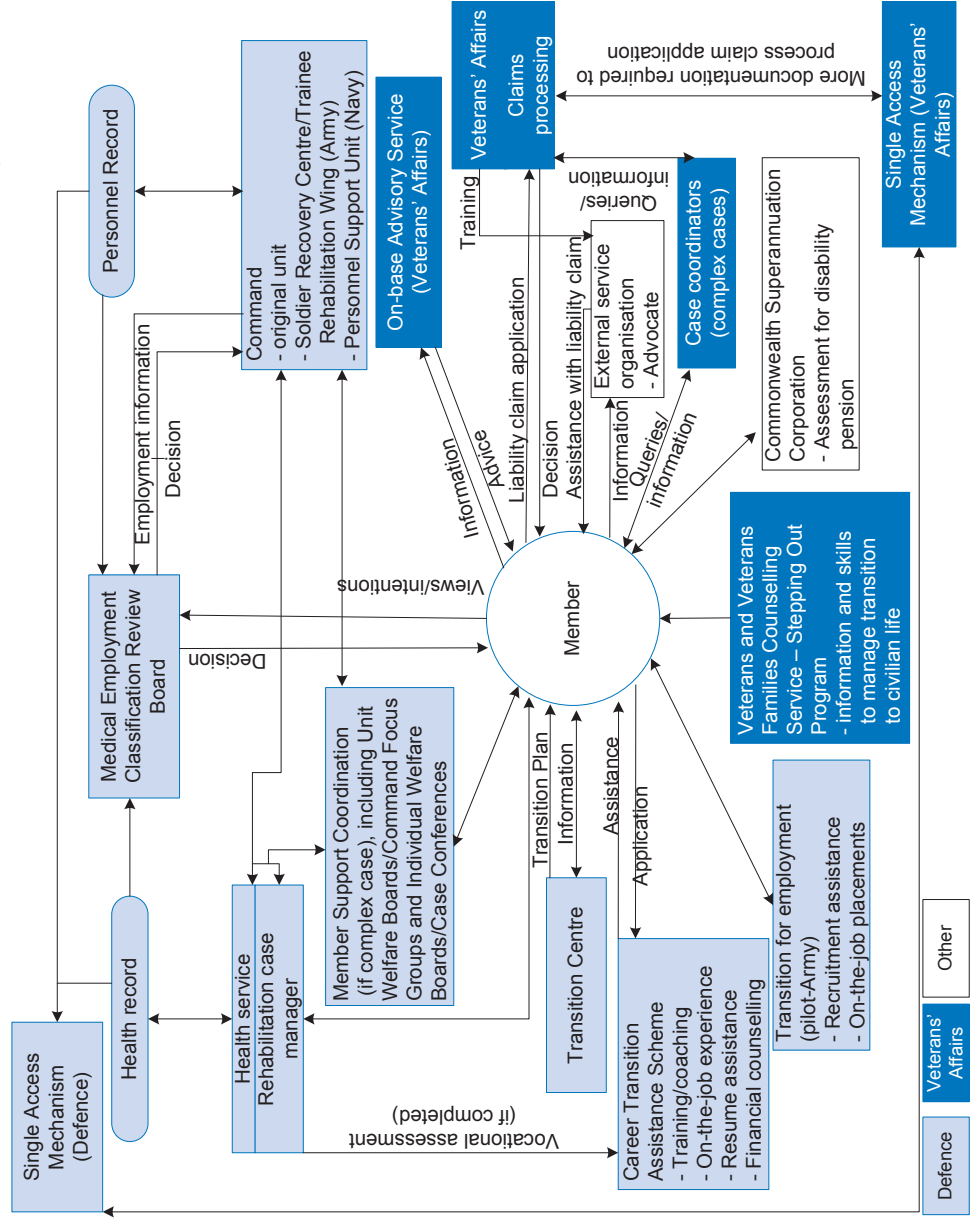 Single Access
Mechanism
(Defence)
Health record
Personnel Record
Medical Employment
Classification Review
Board
Employment information
Decision
Command
- original unit
- Soldier Recovery Centre/Trainee
Rehabilitation Wing (Army)
- Personnel Support Unit (Navy)
Health service
Rehabilitation case
manager
Member Support Coordination
(if complex case), including Unit
Welfare Boards/Command Focus
Groups and Individual Welfare
Boards/Case Conferences
Decision
Views/intentions
Information
Advice
On-base Advisory Service
(Veterans' Affairs)
Vocational assessment
(if completed)
Transition Centre
Transition Plan
Information
Member
Liability claim application
Decision
Training
Veterans' Affairs
Claims
processing
Career Transition
Assistance Scheme
- Training/coaching
- On-the-job experience
- Resume assistance
- Financial counselling
Assistance
Application
Assistance with liability claim
Information
External service
organisation
- Advocate
Queries/
information
Queries/
information
Case coordinators
(complex cases)
More documentation required to
process claim application
Transition for employment
(pilot-Army)
- Recruitment assistance
- On-the-job placements
Veterans and Veterans
Families Counselling
Service – Stepping Out
Program
- information and skills
to manage transition
to civilian life
Commonwealth Superannuation
Corporation
- Assessment for disability
pension
Single Access
Mechanism (Veterans'
Affairs)
Defence
Veterans'
Affairs
Other